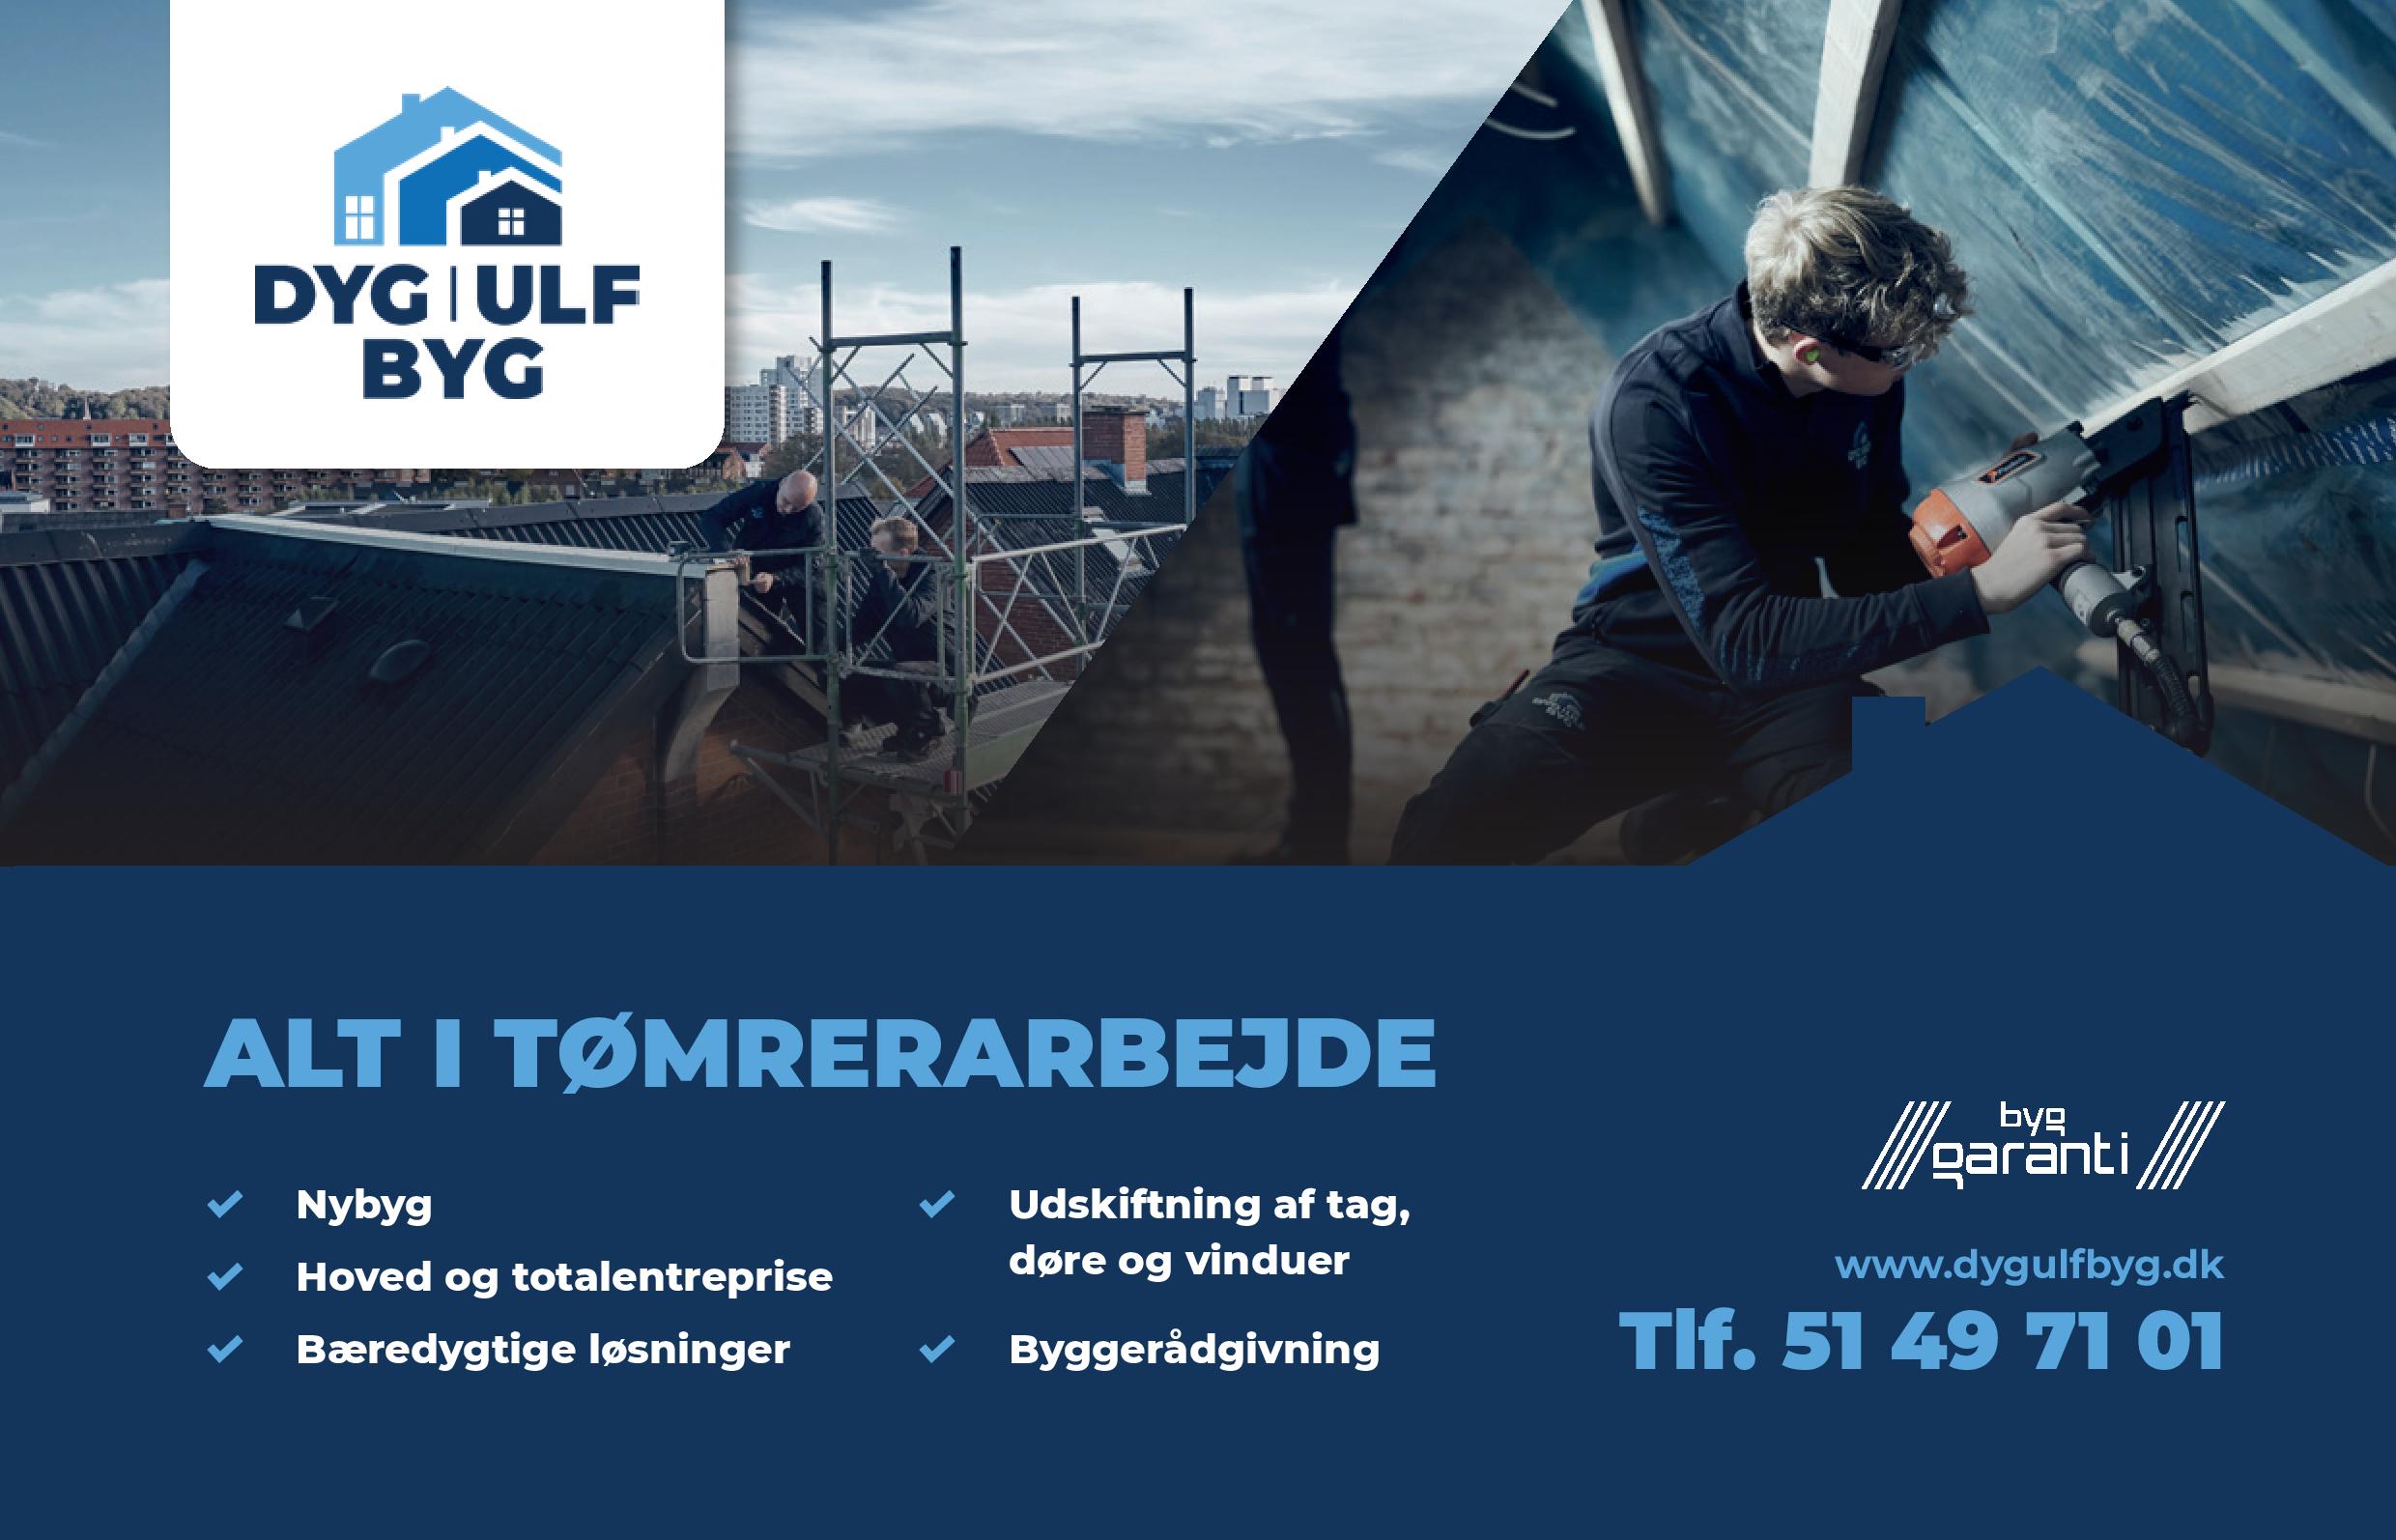 DYG | ULF
BYG
ALT I TØMRERARBEJDE
Nybyg
Hoved og totalentreprise
Bæredygtige løsninger
Udskiftning af tag,
døre og vinduer
Byggerådgivning
byg
garanti
www.dygulfbyg.dk
Tlf. 51 49 71 01